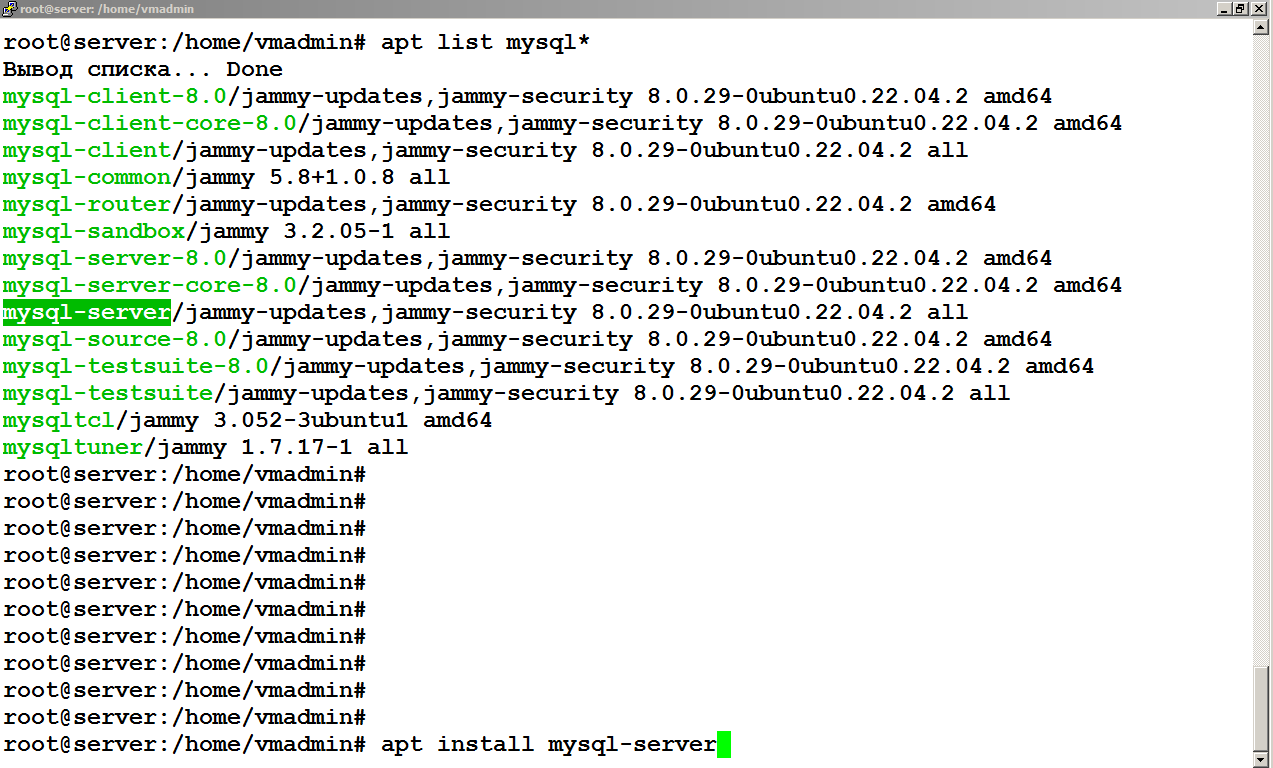 root@server: /home/vmadmin
root@server:/home/vmadmin# apt list mysql*
Вывод списка... Done
mysql-client-8.0/jammy-updates,jammy-security 8.0.29-0ubuntu0.22.04.2 amd64
mysql-client-core-8.0/jammy-updates,jammy-security 8.0.29-0ubuntu0.22.04.2 amd64
mysql-client/jammy-updates,jammy-security 8.0.29-0ubuntu0.22.04.2 all
mysql-common/jammy 5.8+1.0.8 all
mysql-router/jammy-updates,jammy-security 8.0.29-0ubuntu0.22.04.2 amd64
mysql-sandbox/jammy 3.2.05-1 all
mysql-server-8.0/jammy-updates,jammy-security 8.0.29-0ubuntu0.22.04.2 amd64
mysql-server-core-8.0/jammy-updates,jammy-security 8.0.29-0ubuntu0.22.04.2 amd64
mysql-server/jammy-updates,jammy-security 8.0.29-0ubuntu0.22.04.2 all
mysql-source-8.0/jammy-updates,jammy-security 8.0.29-0ubuntu0.22.04.2 amd64
mysql-testsuite-8.0/jammy-updates,jammy-security 8.0.29-0ubuntu0.22.04.2 amd64
mysql-testsuite/jammy-updates,jammy-security 8.0.29-0ubuntu0.22.04.2 all
mysqltcl/jammy 3.052-3ubuntu1 amd64
mysqltuner/jammy 1.7.17-1 all
root@server:/home/vmadmin#
root@server:/home/vmadmin#
root@server:/home/vmadmin#
root@server:/home/vmadmin#
root@server:/home/vmadmin#
root@server:/home/vmadmin#
root@server:/home/vmadmin#
root@server:/home/vmadmin#
root@server:/home/vmadmin#
root@server:/home/vmadmin#
root@server:/home/vmadmin# apt install mysql-server